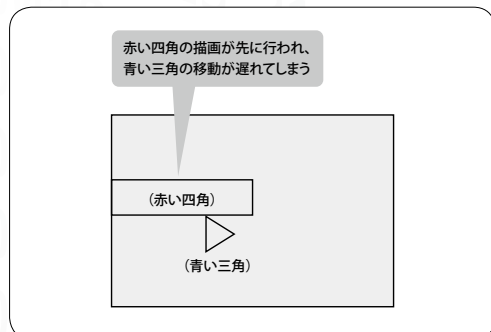 赤い四角の描画が先に行われ、
青い三角の移動が遅れてしまう
（赤い四角）
（青い三角）